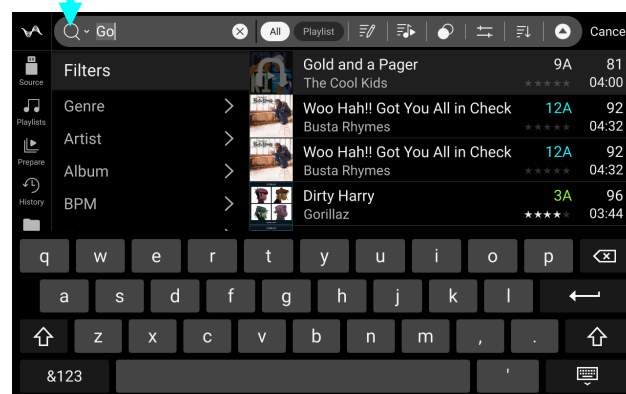 Go All Playlist Cance
Source
Playlists
Prepare
History
Filters
Genre
Artist
Album
BPM
Gold and a Pager 9A 81
The Cool Kids 04:00
Woo Hah!! Got You All in Check 12A 92
Busta Rhymes 04:32
Woo Hah!! Got You All in Check 12A 92
Busta Rhymes 04:32
Dirty Harry 3A 96
Gorillaz 03:44
q w e r t y u i o p
a s d f g h j k l
z x c v b n m , .
&123 '